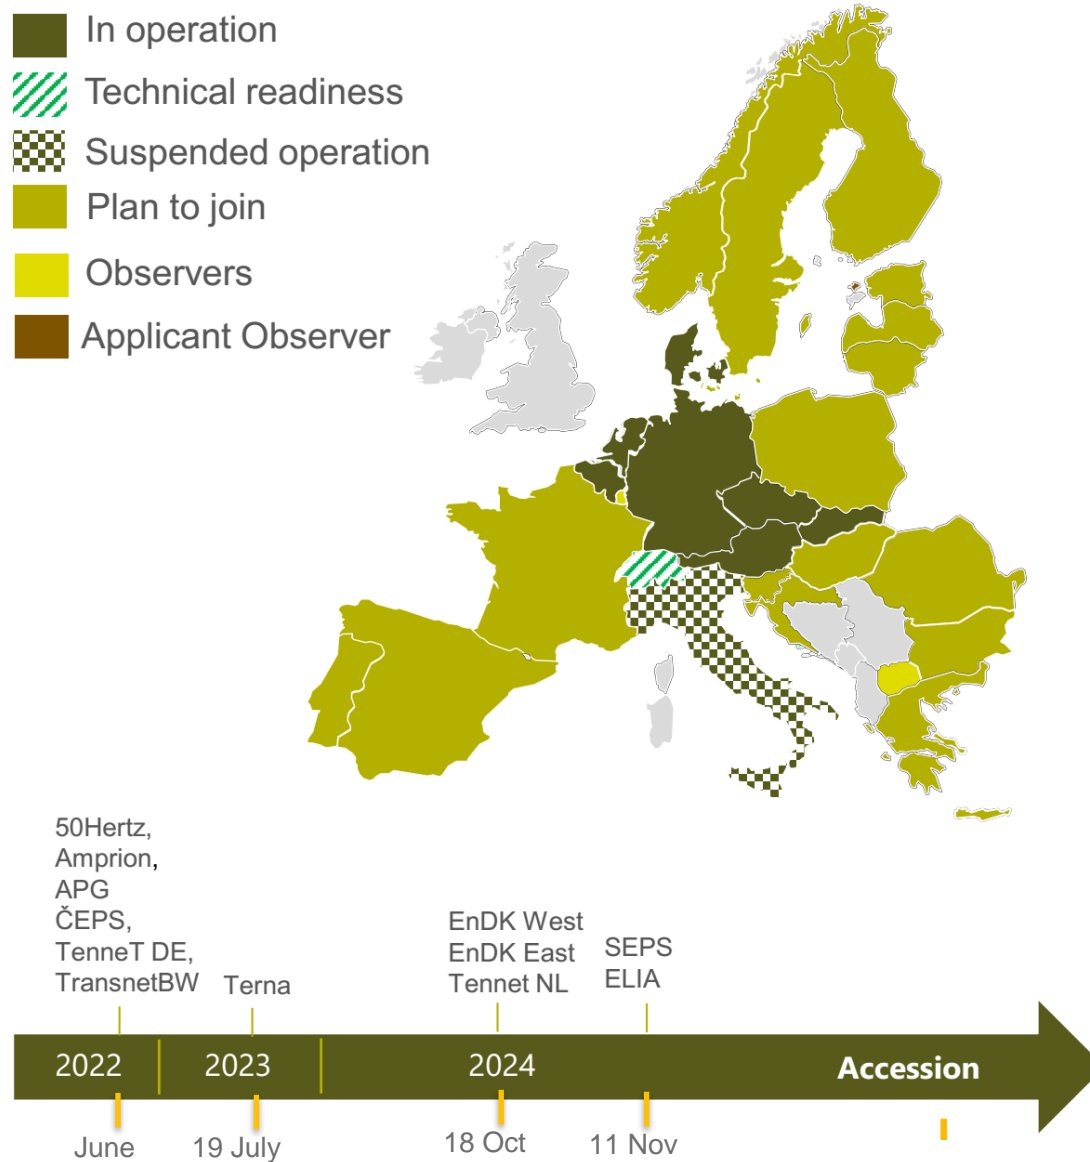 In operation
Technical readiness
Suspended operation
Plan to join
Observers
Applicant Observer
50Hertz,
Amprion,
APG
ČEPS,
TenneT DE,
TransnetBW
Terna
EnDK West
EnDK East
Tennet NL
SEPS
ELIA
2022
2023
2024
Accession
June
19 July
18 Oct
11 Nov